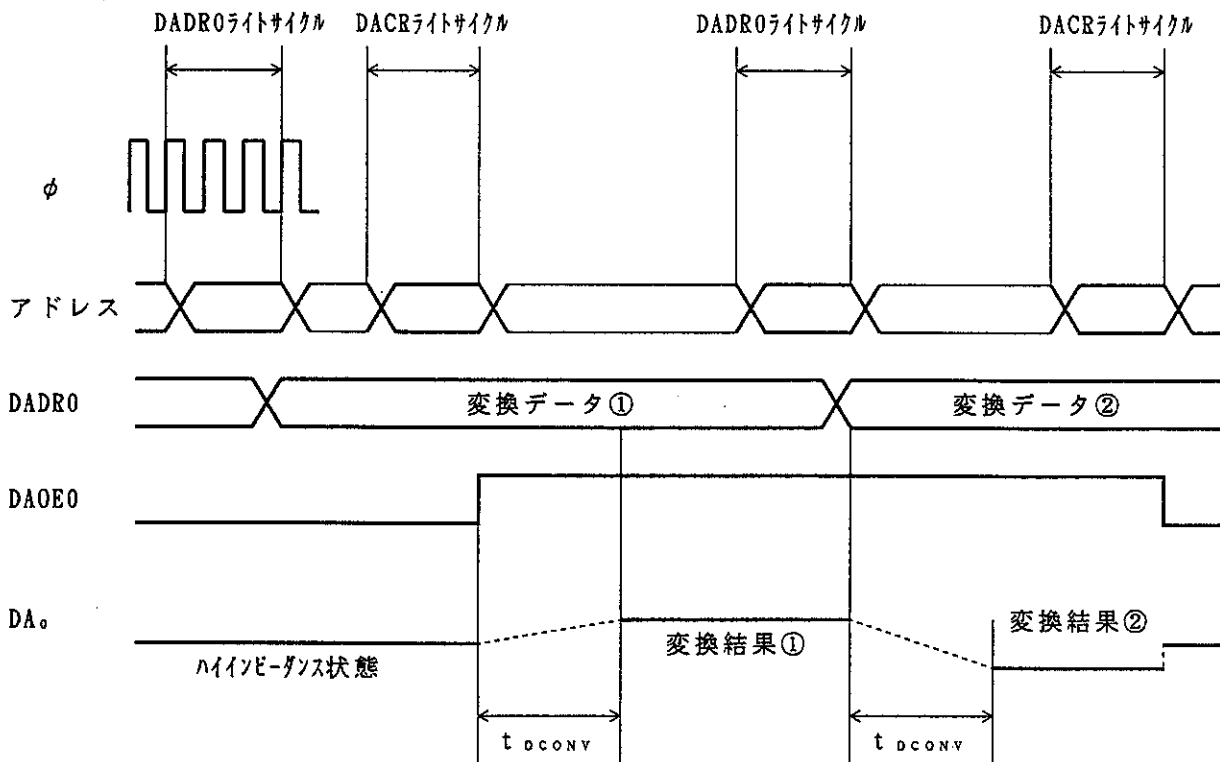 DADR0ライトサイクル
DACRライトサイクル
DADR0ライトサイクル
DACRライトサイクル
φ
アドレス
DADR0
変換データ①
変換データ②
DAOE0
DA₀
変換結果①
変換結果②
ハイインピーダンス状態
t DCONV
t DCONV